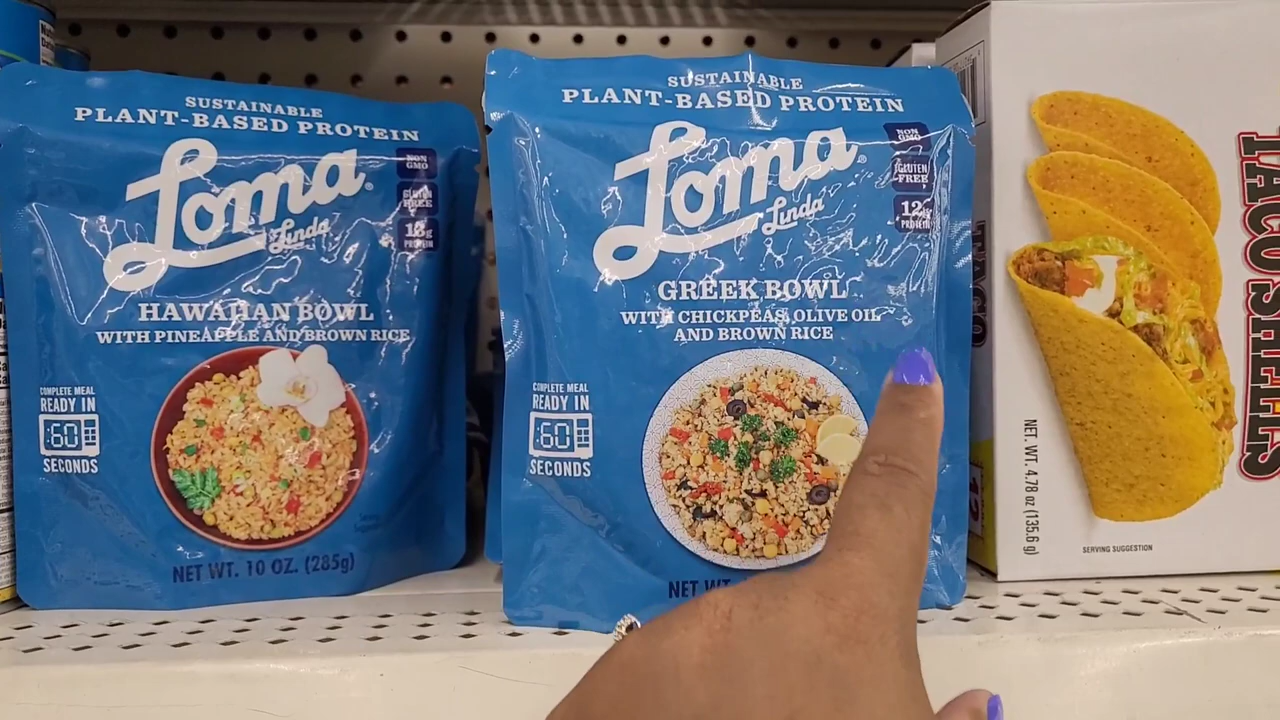 SUSTAINABLE
PLANT-BASED PROTEIN
Loma
Linda
NON
GMO
GLUTEN
FREE
PROTEIN
HAWAIIAN BOWL
WITH PINEAPPLE AND BROWN RICE
COMPLETE MEAL
READY IN
:60
SECONDS
NET WT. 10 OZ. (285g)
SUSTAINABLE
PLANT-BASED PROTEIN
Loma
Linda
NON
GMO
GLUTEN
FREE
12g
PROTEIN
GREEK BOWL
WITH CHICKPEAS, OLIVE OIL
AND BROWN RICE
COMPLETE MEAL
READY IN
:60
SECONDS
NET WT.
TACO
12
TACO SHELLS
NET. WT. 4.78 oz (135.6 g)
SERVING SUGGESTION